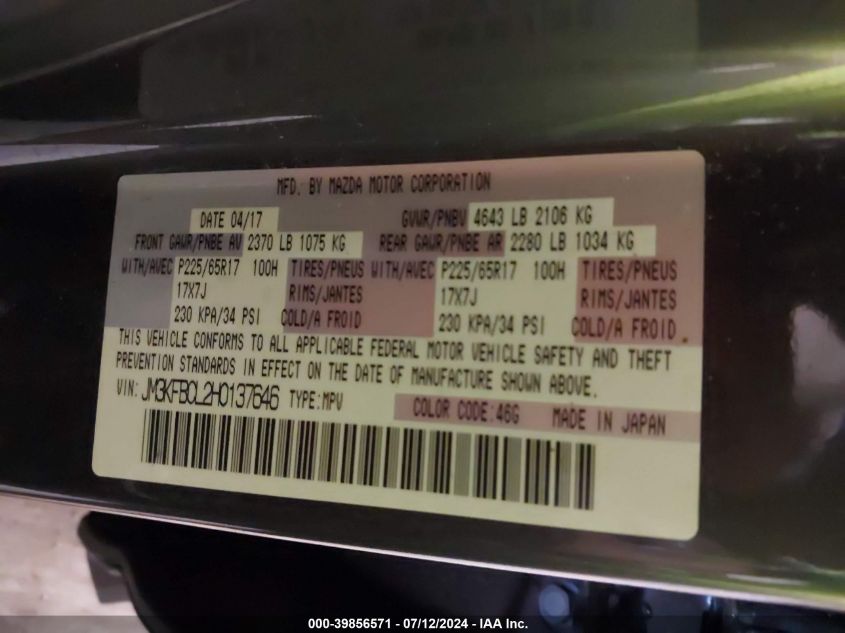 MFD. BY MAZDA MOTOR CORPORATION
DATE 04/17 GVWR/PNBV 4643 LB 2106 KG
FRONT GAWR/PNBE AV 2370 LB 1075 KG REAR GAWR/PNBE AR 2280 LB 1034 KG
WITH/AVEC P225/65R17 100H TIRES/PNEUS WITH/AVEC P225/65R17 100H TIRES/PNEUS
17X7J RIMS/JANTES 17X7J RIMS/JANTES
230 KPA/34 PSI COLD/A FROID 230 KPA/34 PSI COLD/A FROID
THIS VEHICLE CONFORMS TO ALL APPLICABLE FEDERAL MOTOR VEHICLE SAFETY AND THEFT
PREVENTION STANDARDS IN EFFECT ON THE DATE OF MANUFACTURE SHOWN ABOVE.
VIN: JM3KFBCL2H0137646 TYPE:MPV
COLOR CODE:46G MADE IN JAPAN
000-39856571 - 07/12/2024 - IAA Inc.